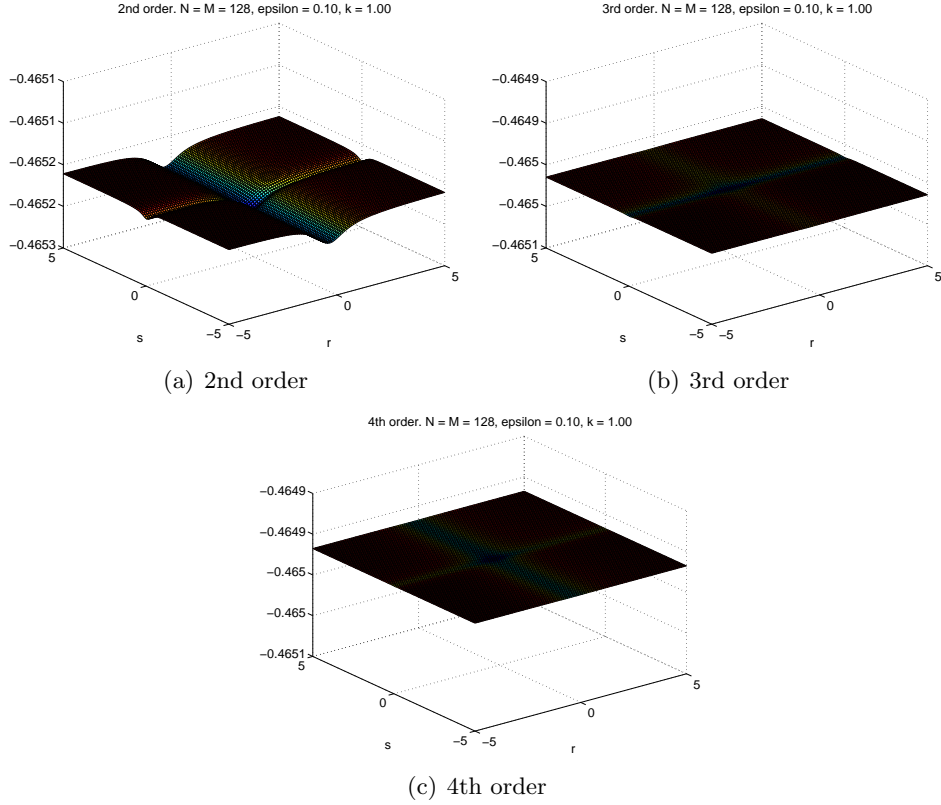 2nd order. N = M = 128, epsilon = 0.10, k = 1.00
−0.4651
−0.4651
−0.4652
−0.4652
−0.4653
5
0
−5
s
−5
0
5
r
(a) 2nd order
3rd order. N = M = 128, epsilon = 0.10, k = 1.00
−0.4649
−0.4649
−0.465
−0.465
−0.4651
5
0
−5
s
−5
0
5
r
(b) 3rd order
4th order. N = M = 128, epsilon = 0.10, k = 1.00
−0.4649
−0.4649
−0.465
−0.465
−0.4651
5
0
−5
s
−5
0
5
r
(c) 4th order